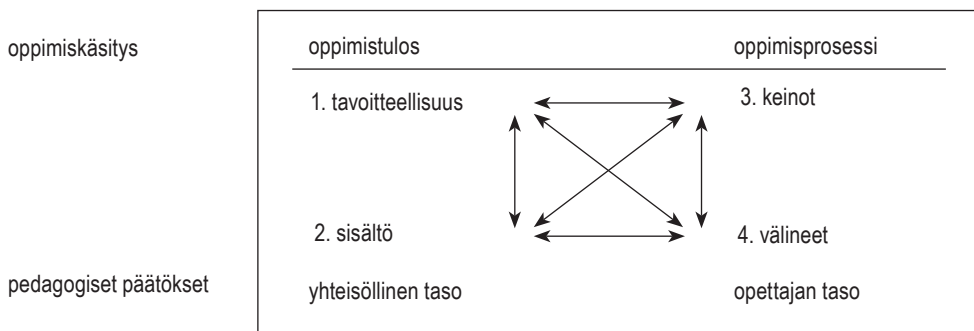 oppimiskäsitys oppimistulos oppimisprosessi
1. tavoitteellisuus 3. keinot
2. sisältö 4. välineet
pedagogiset päätökset yhteisöllinen taso opettajan taso